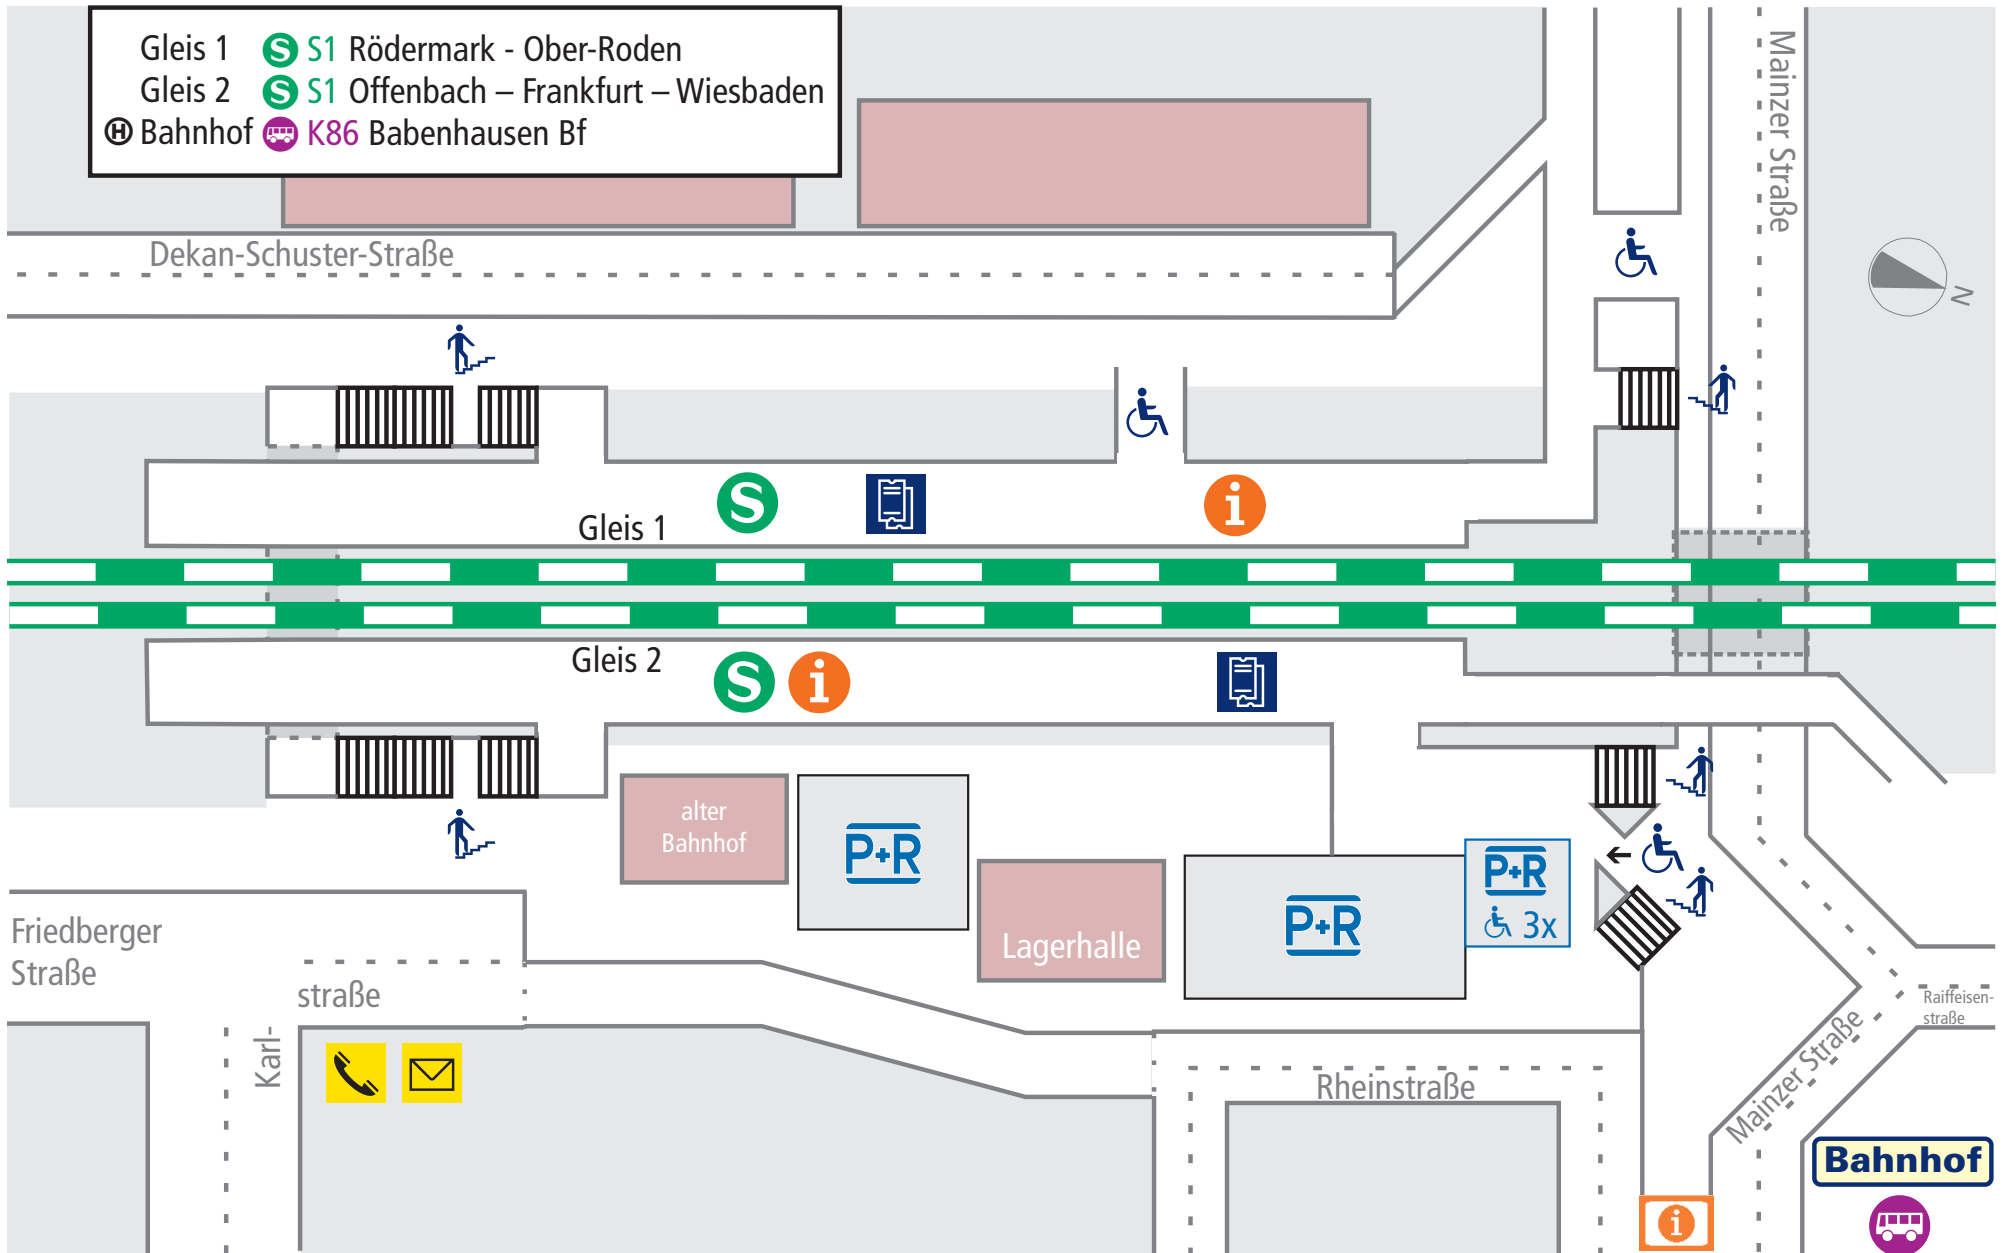 Gleis 1 S S1 Rödermark - Ober-Roden
Gleis 2 S S1 Offenbach – Frankfurt – Wiesbaden
H Bahnhof K86 Babenhausen Bf
Mainzer Straße
Dekan-Schuster-Straße
N
S
i
Gleis 1
Gleis 2
S
i
alter
Bahnhof
P+R
P+R
3x
P+R
Lagerhalle
Friedberger
Straße
straße
Karl-
Raiffeisen-
straße
Mainzer Straße
Rheinstraße
Bahnhof
i